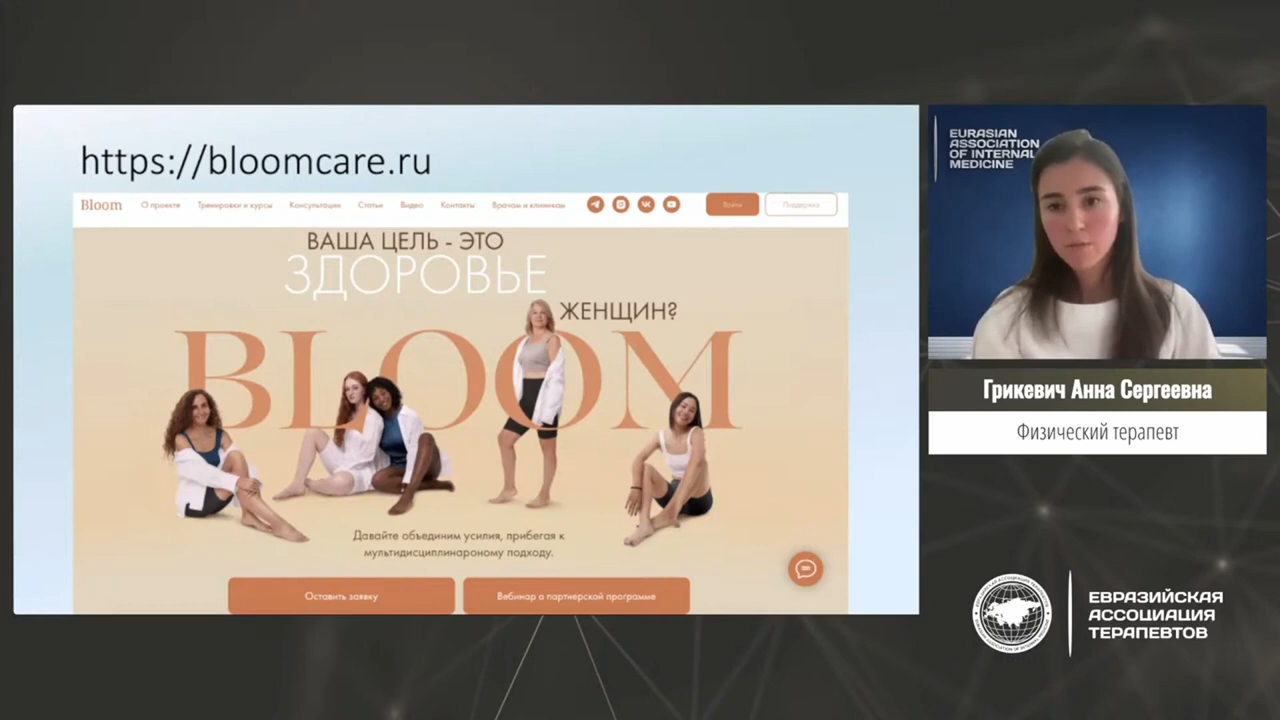 https://bloomcare.ru
Bloom
О проекте
Тренировки и курсы
Консультации
Статьи
Видео
Контакты
Врачам и клиникам
Войти
Поддержка
ВАША ЦЕЛЬ - ЭТО
ЗДОРОВЬЕ
ЖЕНЩИН?
BLOOM
Давайте объединим усилия, прибегая к
мультидисциплинароному подходу.
Оставить заявку
Вебинар о партнерской программе
EURASIAN
ASSOCIATION
OF INTERNAL
MEDICINE
Грикевич Анна Сергеевна
Физический терапевт
ЕВРАЗИЙСКАЯ
АССОЦИАЦИЯ
ТЕРАПЕВТОВ